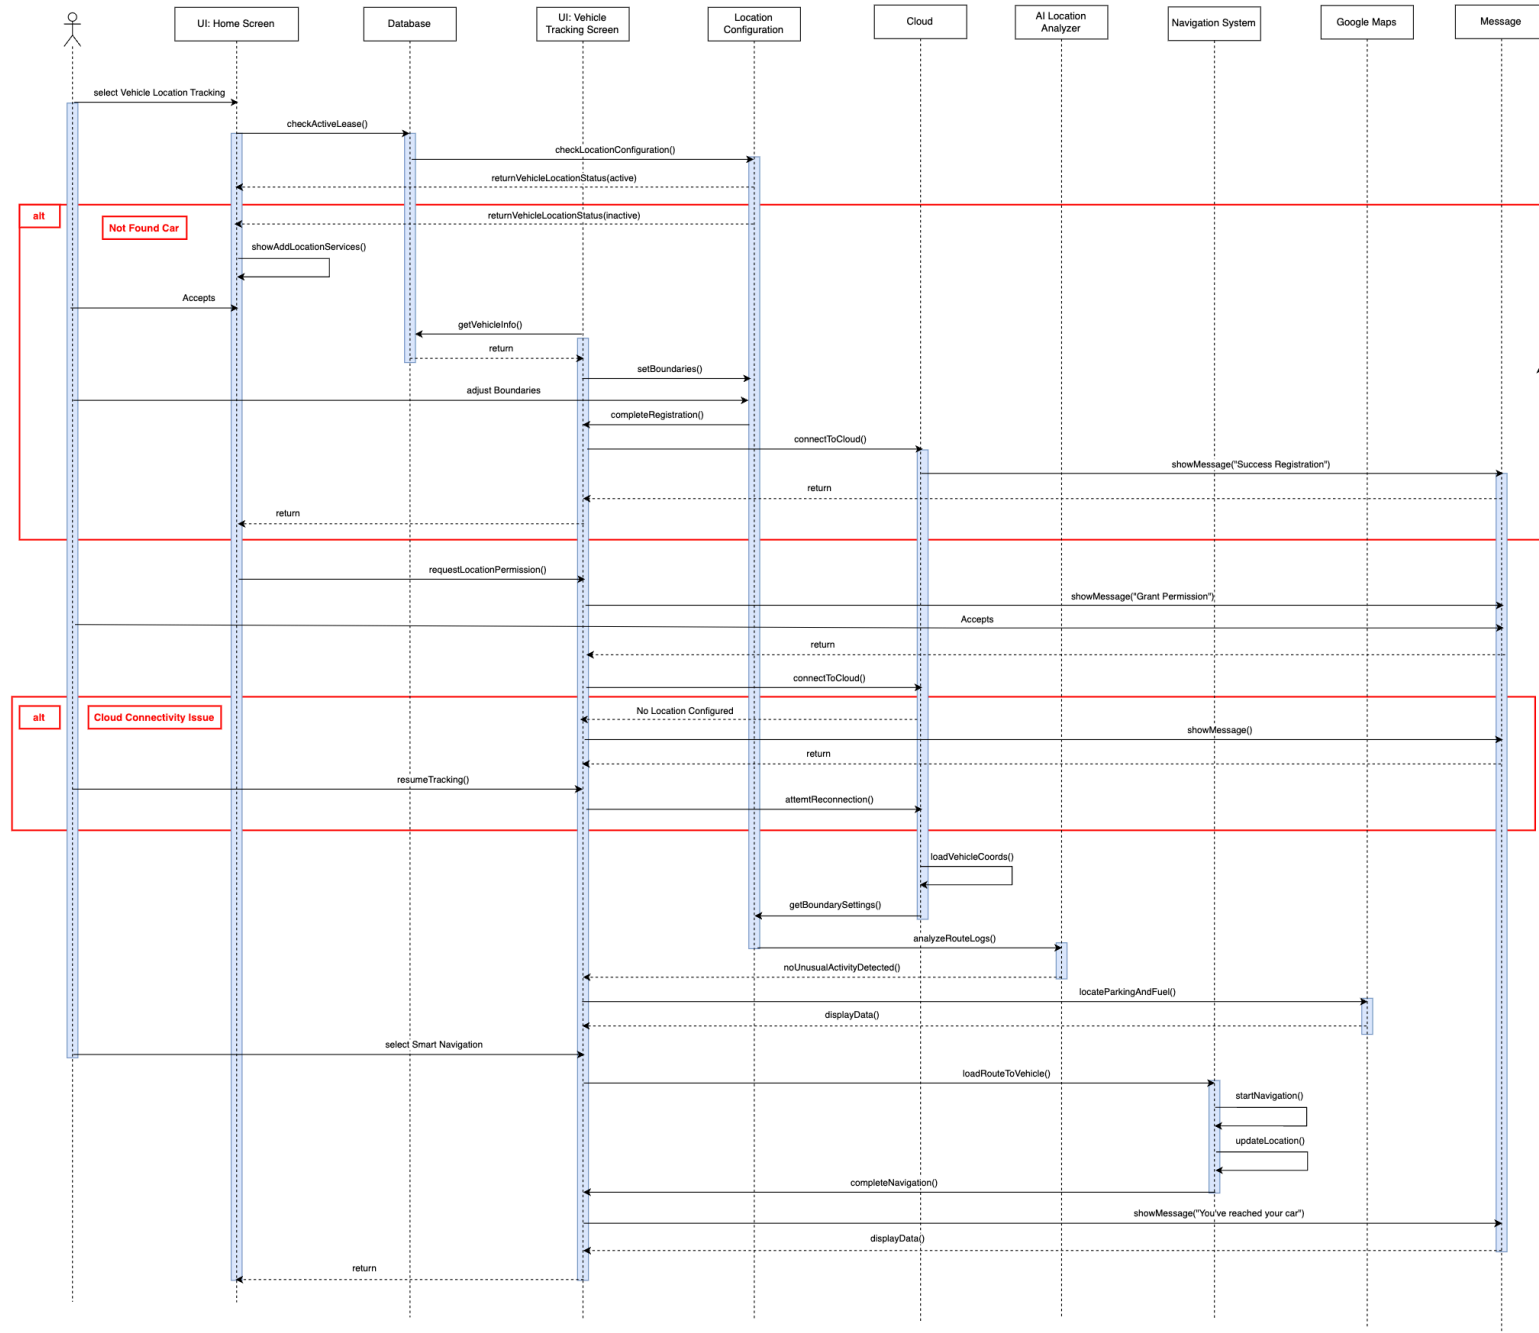 UI: Home Screen
Database
UI: Vehicle
Tracking Screen
Location
Configuration
Cloud
AI Location
Analyzer
Navigation System
Google Maps
Message
select Vehicle Location Tracking
checkActiveLease()
checkLocationConfiguration()
returnVehicleLocationStatus(active)
alt
Not Found Car
returnVehicleLocationStatus(inactive)
showAddLocationServices()
Accepts
getVehicleInfo()
return
setBoundaries()
adjust Boundaries
completeRegistration()
connectToCloud()
showMessage("Success Registration")
return
return
requestLocationPermission()
showMessage("Grant Permission")
Accepts
return
connectToCloud()
alt
Cloud Connectivity Issue
No Location Configured
showMessage()
return
resumeTracking()
attemtReconnection()
loadVehicleCoords()
getBoundarySettings()
analyzeRouteLogs()
noUnusualActivityDetected()
locateParkingAndFuel()
displayData()
select Smart Navigation
loadRouteToVehicle()
startNavigation()
updateLocation()
completeNavigation()
showMessage("You've reached your car")
displayData()
return